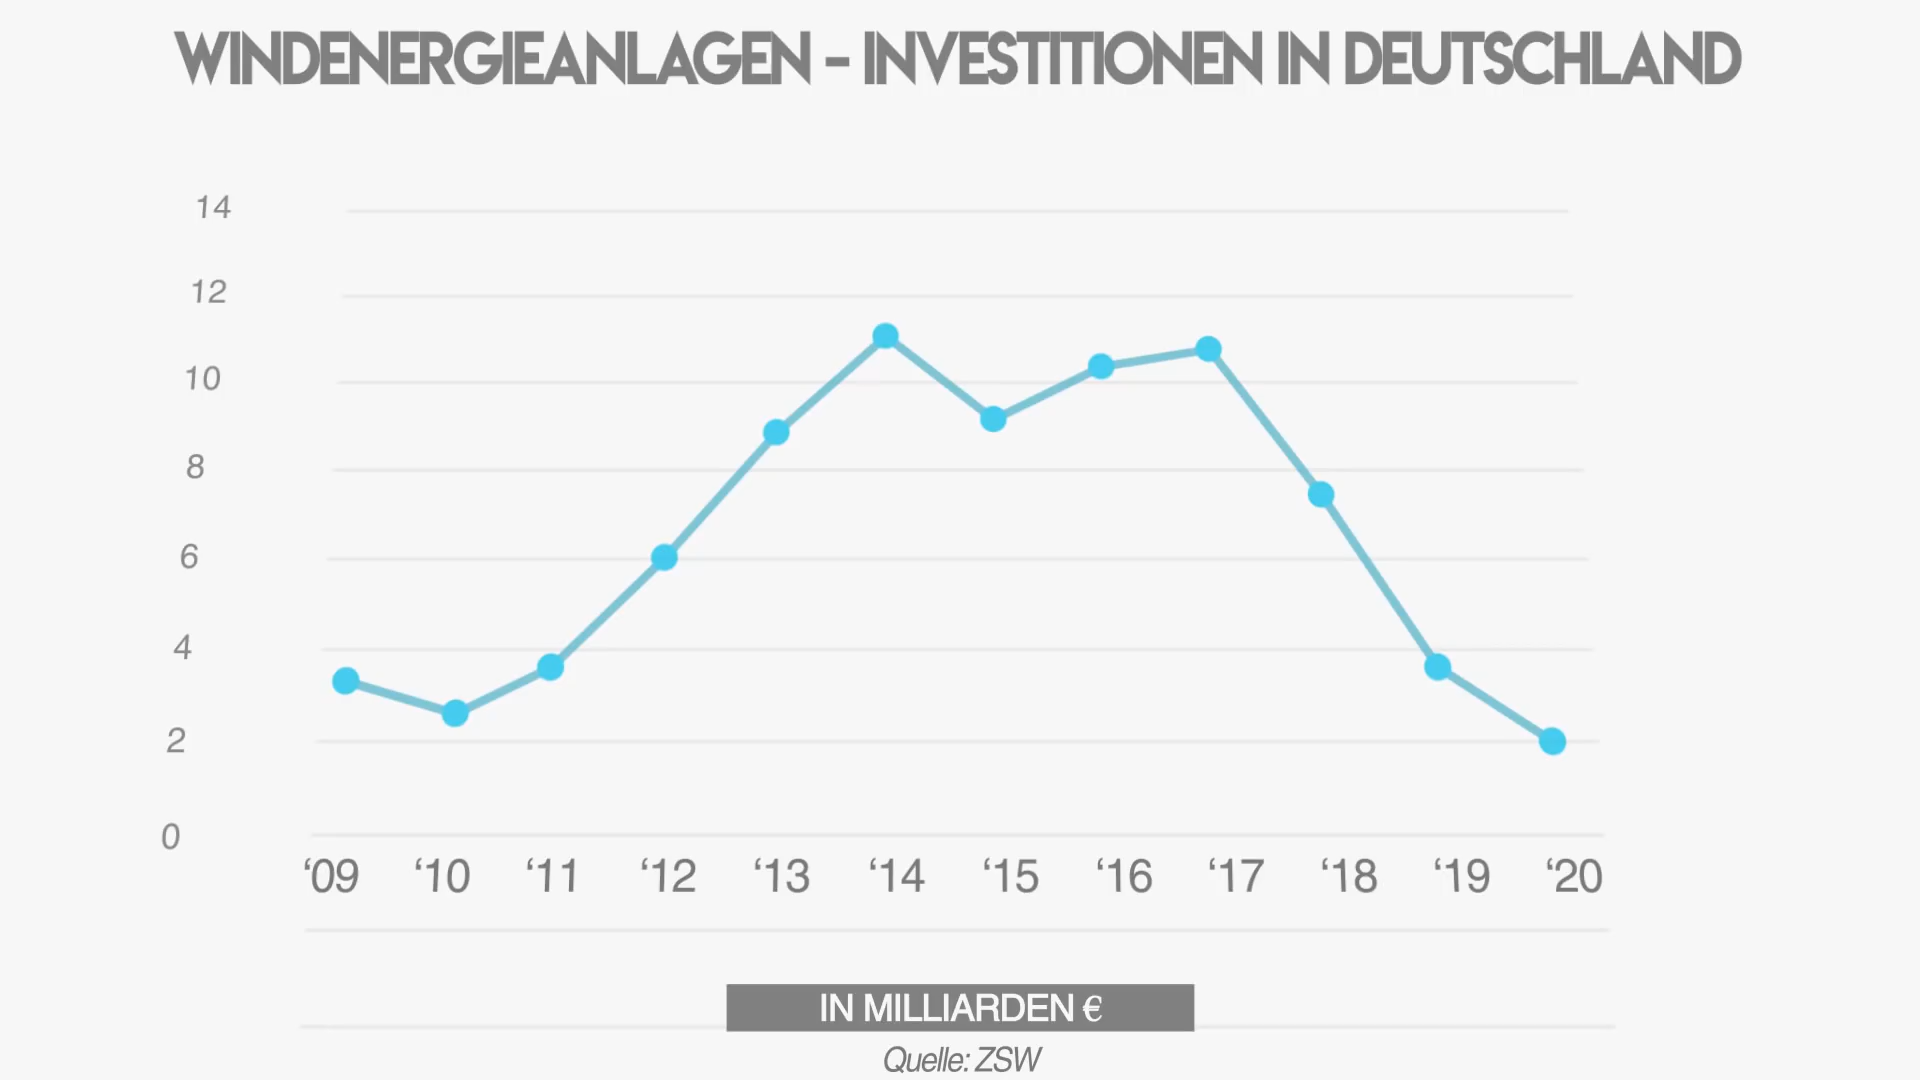 WINDENERGIEANLAGEN – INVESTITIONEN IN DEUTSCHLAND
14
12
10
8
6
4
2
0
‘09 ‘10 ‘11 ‘12 ‘13 ‘14 ‘15 ‘16 ‘17 ‘18 ‘19 ‘20
IN MILLIARDEN €
Quelle: ZSW